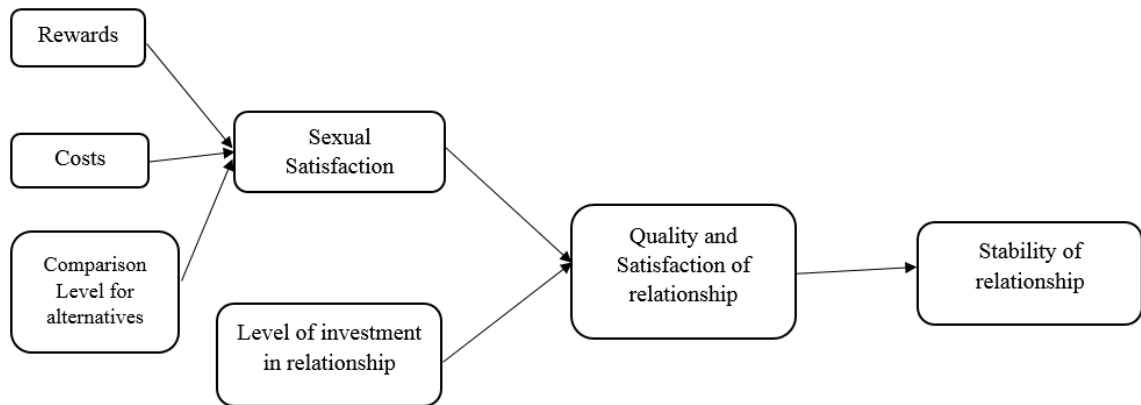 Rewards
Costs
Comparison
Level for
alternatives
Sexual
Satisfaction
Level of investment
in relationship
Quality and
Satisfaction of
relationship
Stability of
relationship